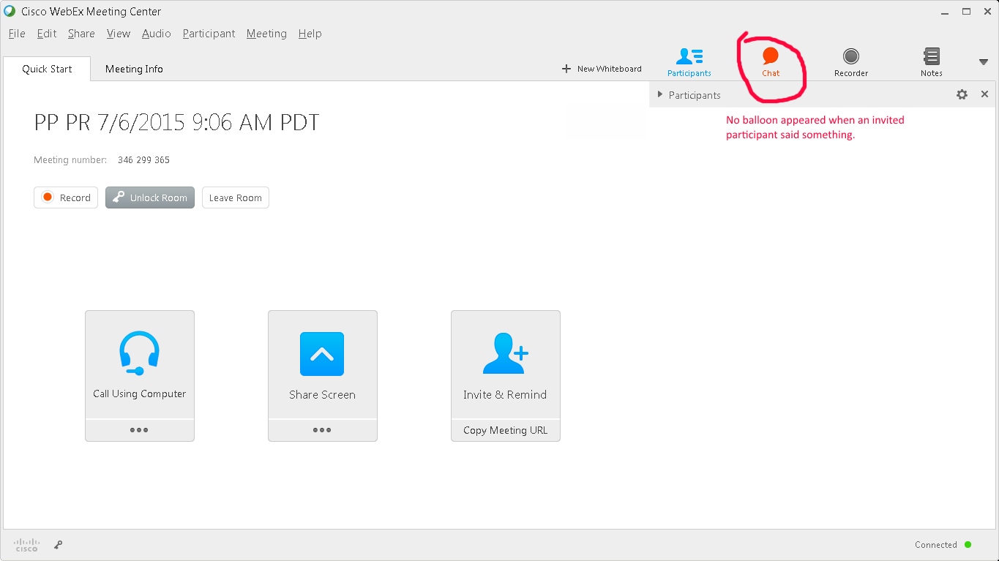 Cisco WebEx Meeting Center
File Edit Share View Audio Participant Meeting Help
Quick Start Meeting Info New Whiteboard Participants Chat Recorder Notes
Participants
PP PR 7/6/2015 9:06 AM PDT
No balloon appeared when an invited
participant said something.
Meeting number: 346 299 365
Record Unlock Room Leave Room
Call Using Computer Share Screen Invite & Remind
Copy Meeting URL
cisco Connected